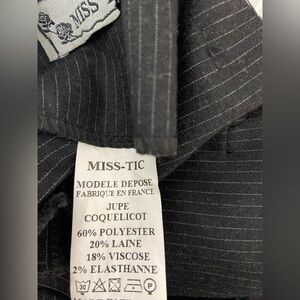 MISS
MISS-TIC
MODELE DEPOSE
FABRIQUE EN FRANCE
JUPE
COQUELICOT
60% POLYESTER
20% LAINE
18% VISCOSE
2% ELASTHANNE